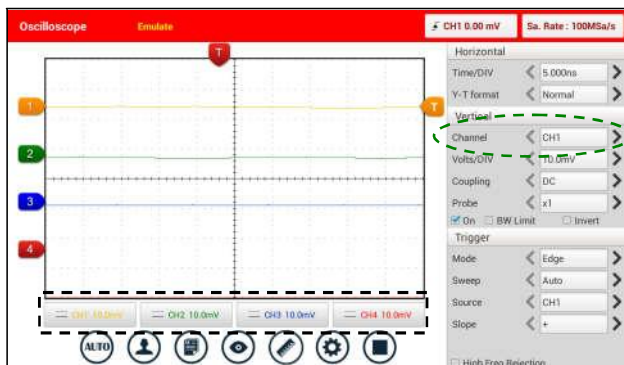 Oscilloscope Emulate CH1 0.00 mV Sa. Rate : 100MSa/s
T
1
T
2
3
4
CH1 10.0mV CH2 10.0mV CH3 10.0mV CH4 10.0mV
AUTO
Horizontal
Time/DIV 5.000ns
Y-T format Normal
Vertical
Channel CH1
Volts/DIV 10.0mV
Coupling DC
Probe x1
On BW Limit Invert
Trigger
Mode Edge
Sweep Auto
Source CH1
Slope +
High Freq Rejection